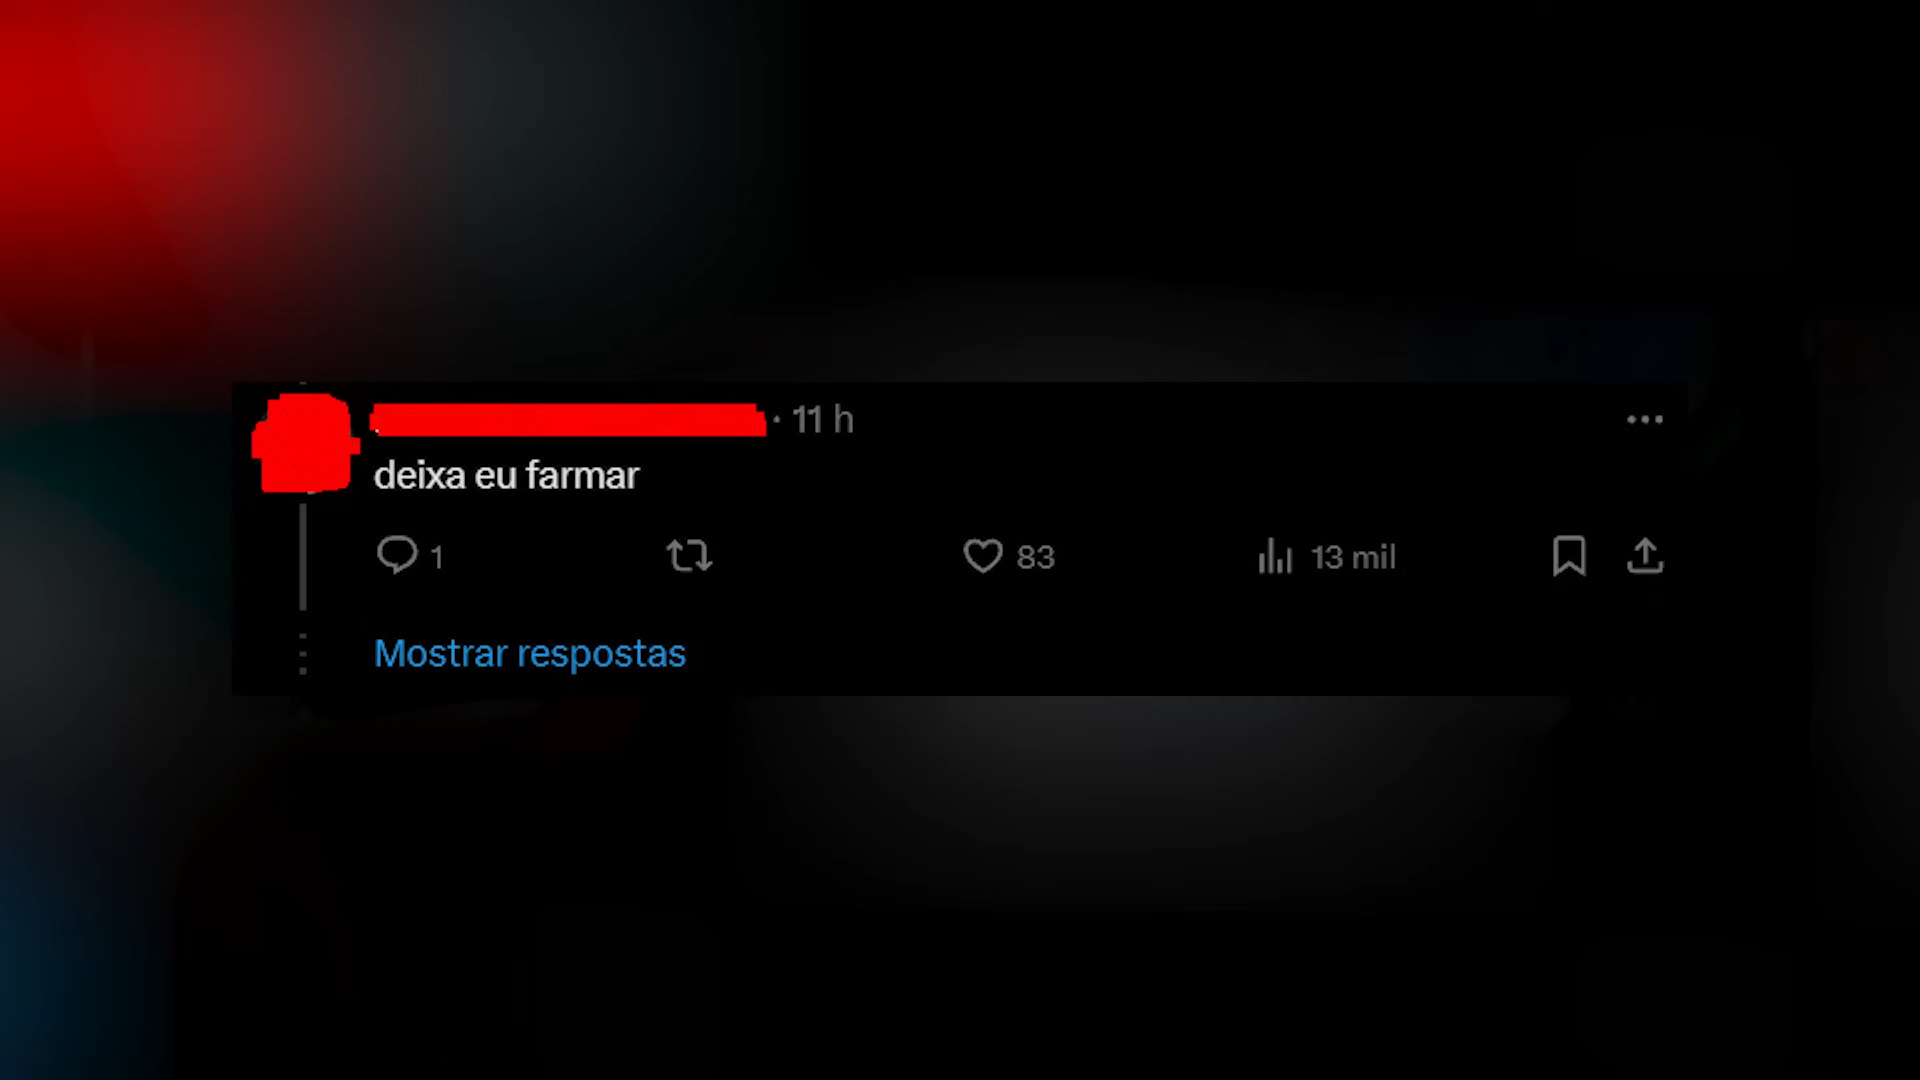 · 11 h
deixa eu farmar
1 83 13 mil
Mostrar respostas